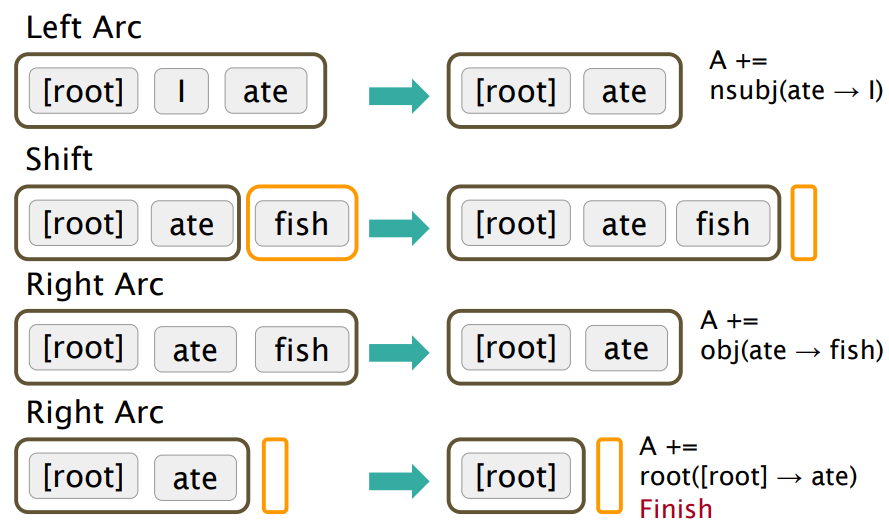 Left Arc
[root] I ate [root] ate A +=
nsubj(ate → I)
Shift
[root] ate fish [root] ate fish
Right Arc
[root] ate fish [root] ate A +=
obj(ate → fish)
Right Arc
[root] ate [root] A +=
root([root] → ate)
Finish